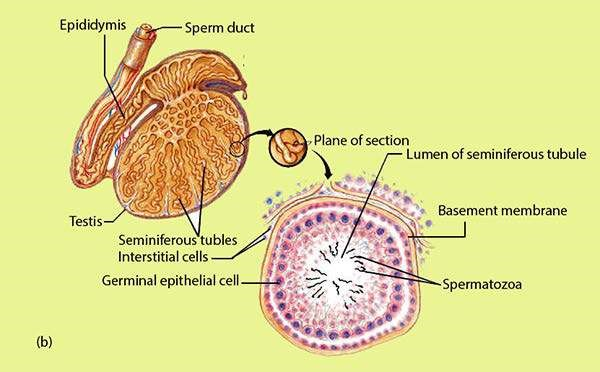 Epididymis
Sperm duct
Plane of section
Lumen of seminiferous tubule
Basement membrane
Testis
Seminiferous tubles
Interstitial cells
Germinal epithelial cell
Spermatozoa
(b)